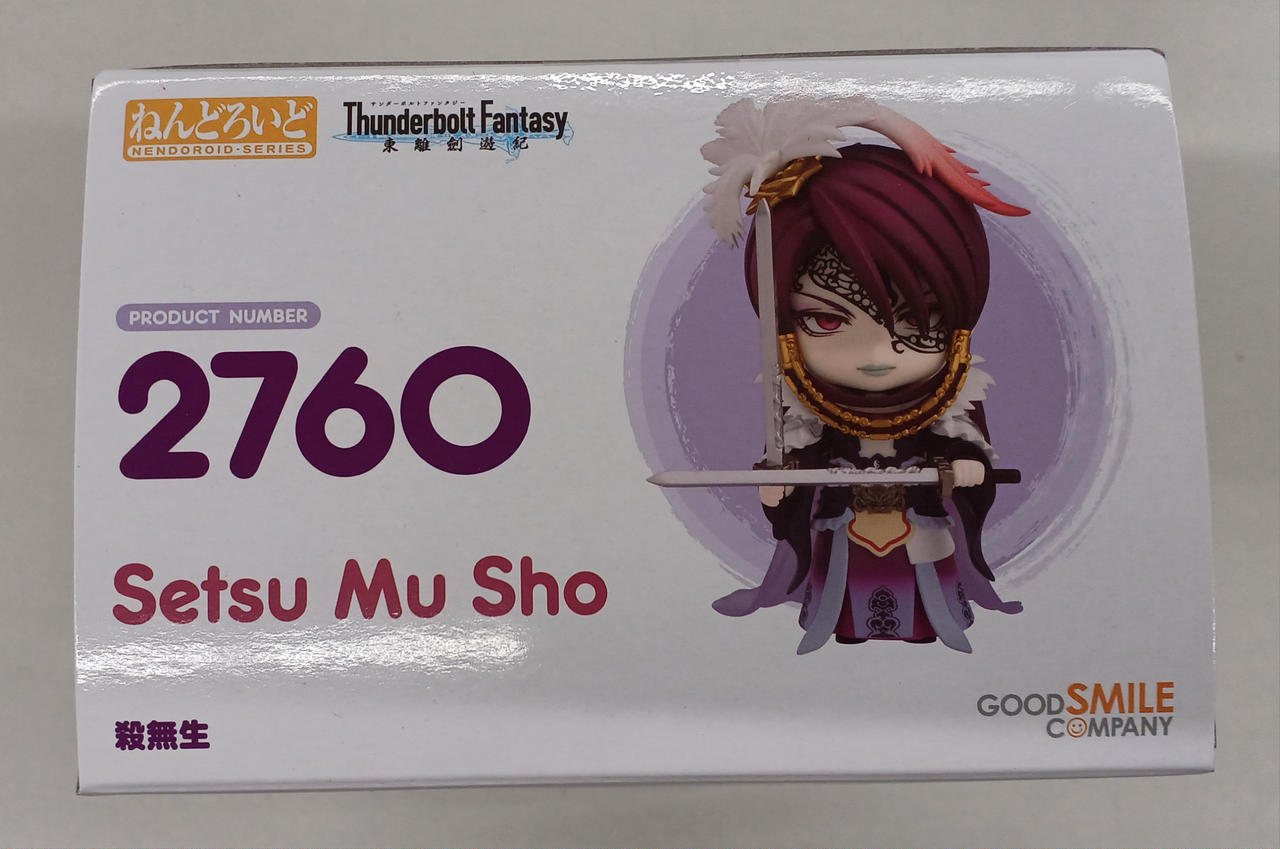 ねんどろいど
NENDOROID・SERIES
サンダーボルトファンタジー
Thunderbolt Fantasy
東離劍遊紀
PRODUCT NUMBER
2760
Setsu Mu Sho
殺無生
GOOD SMILE
COMPANY